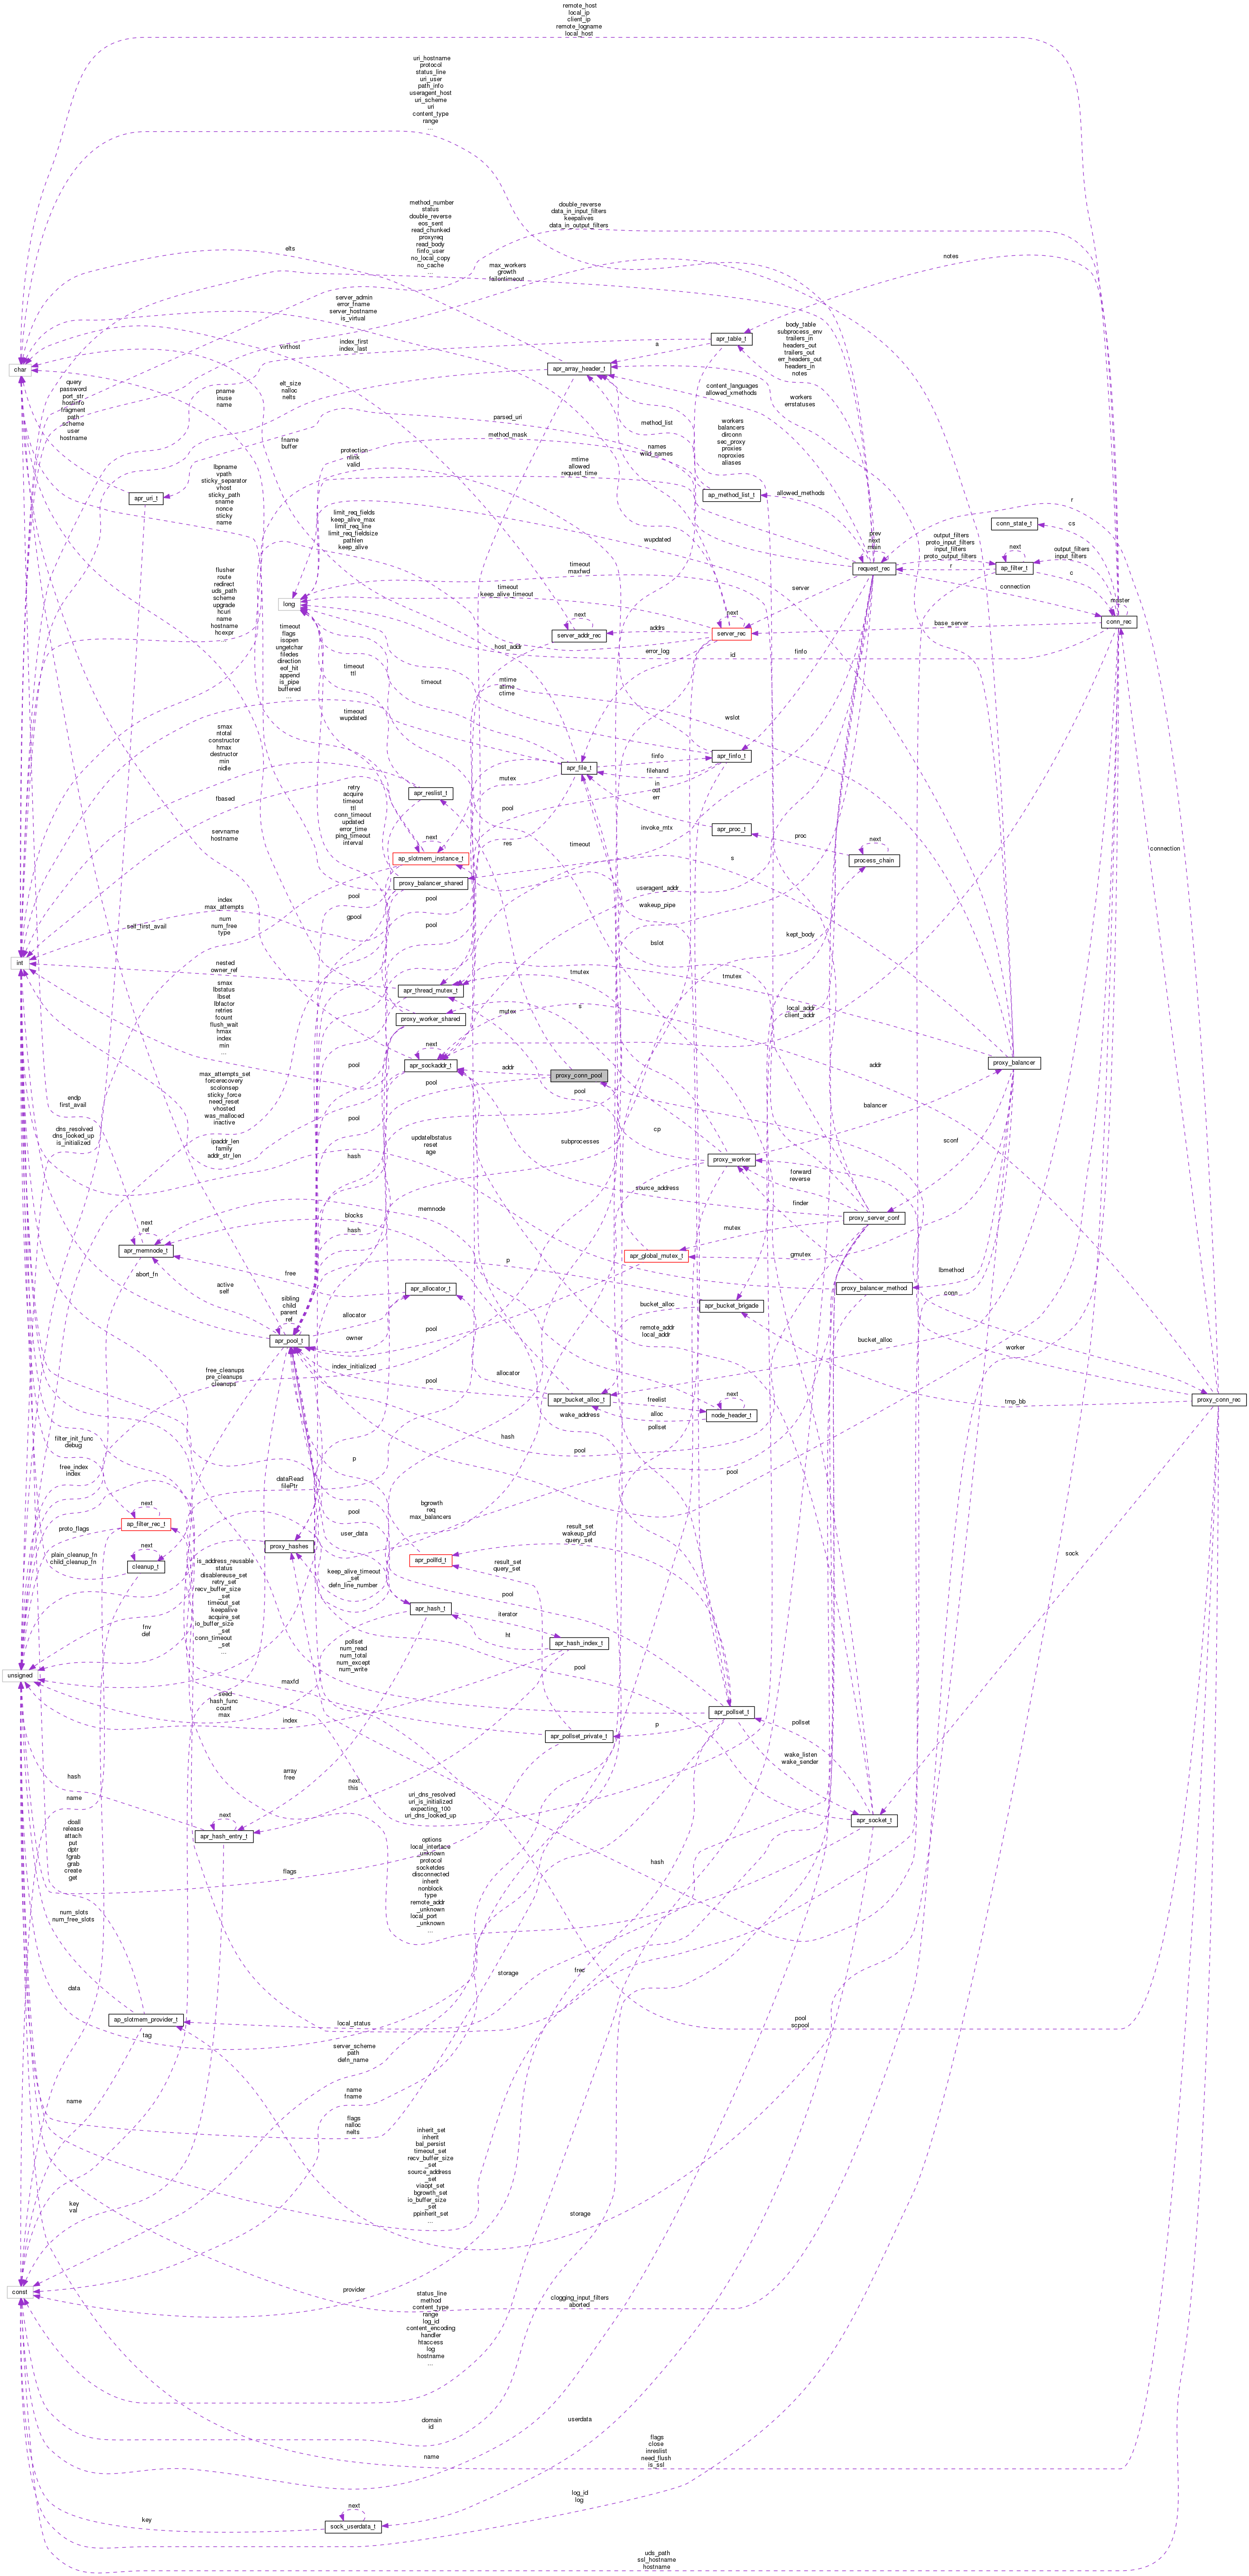 remote_host
local_ip
client_ip
remote_logname
local_host
uri_hostname
protocol
status_line
uri_user
path_info
useragent_host
uri_scheme
uri
content_type
range
...
double_reverse
data_in_input_filters
keepalives
data_in_output_filters
method_number
status
double_reverse
eos_sent
read_chunked
proxyreq
read_body
finfo_user
no_local_copy
no_cache
elts
notes
max_workers
growth
failontimeout
server_admin
error_fname
server_hostname
is_virtual
body_table
subprocess_env
trailers_in
headers_out
trailers_out
err_headers_out
headers_in
notes
virthost
index_first
index_last
apr_table_t
a
char
apr_array_header_t
query
password
port_str
hostinfo
fragment
path
scheme
user
hostname
pname
inuse
name
elt_size
nalloc
nelts
content_languages
allowed_xmethods
workers
errstatuses
parsed_uri
method_list
workers
balancers
dirconn
sec_proxy
proxies
noproxies
aliases
method_mask
fname
buffer
protection
nlink
valid
names
wild_names
mtime
allowed
request_time
lbpname
vpath
sticky_separator
vhost
sticky_path
sname
nonce
sticky
name
apr_uri_t
ap_method_list_t
allowed_methods
r
limit_req_fields
keep_alive_max
limit_req_line
limit_req_fieldsize
pathlen
keep_alive
conn_state_t
cs
prev
next
main
output_filters
proto_input_filters
input_filters
proto_output_filters
wupdated
next
output_filters
input_filters
request_rec
r
ap_filter_t
c
flusher
route
redirect
uds_path
scheme
upgrade
hcuri
name
hostname
hcexpr
timeout
maxfwd
timeout
keep_alive_timeout
server
connection
master
long
next
next
conn_rec
server_addr_rec
addrs
server_rec
base_server
timeout
flags
isopen
ungetchar
filedes
direction
eof_hit
append
is_pipe
buffered
...
host_addr
error_log
id
finfo
timeout
ttl
timeout
mtime
atime
ctime
wslot
timeout
wupdated
smax
ntotal
constructor
hmax
destructor
min
nidle
apr_file_t
finfo
filehand
apr_finfo_t
mutex
in
out
err
apr_reslist_t
retry
acquire
timeout
ttl
conn_timeout
updated
error_time
ping_timeout
interval
fbased
pool
apr_proc_t
proc
next
process_chain
servname
hostname
next
ap_slotmem_instance_t
res
timeout
invoke_mtx
s
proxy_balancer_shared
pool
pool
useragent_addr
index
max_attempts
gpool
wakeup_pipe
self_first_avail
num
num_free
type
pool
kept_body
bslot
int
nested
owner_ref
tmutex
tmutex
apr_thread_mutex_t
smax
lbstatus
lbset
lbfactor
retries
fcount
flush_wait
hmax
index
min
...
mutex
s
local_addr
client_addr
proxy_worker_shared
next
proxy_balancer
pool
apr_sockaddr_t
addr
proxy_conn_pool
addr
max_attempts_set
forcerecovery
scolonsep
sticky_force
need_reset
vhosted
was_malloced
inactive
pool
pool
endp
first_avail
pool
balancer
dns_resolved
dns_looked_up
is_initialized
ipaddr_len
family
addr_str_len
updatelbstatus
reset
age
subprocesses
cp
sconf
hash
proxy_worker
forward
reverse
source_address
finder
memnode
next
ref
blocks
proxy_server_conf
hash
mutex
apr_memnode_t
apr_global_mutex_t
gmutex
abort_fn
free
p
lbmethod
active
self
apr_allocator_t
proxy_balancer_method
conn
sibling
child
parent
ref
allocator
bucket_alloc
apr_bucket_brigade
remote_addr
local_addr
pool
apr_pool_t
owner
bucket_alloc
worker
free_cleanups
pre_cleanups
cleanups
index_initialized
allocator
pool
next
apr_bucket_alloc_t
freelist
alloc
node_header_t
tmp_bb
proxy_conn_rec
wake_address
pollset
filter_init_func
debug
hash
pool
p
pool
free_index
index
dataRead
filePtr
next
bgrowth
req
max_balancers
pool
ap_filter_rec_t
proto_flags
user_data
result_set
wakeup_pfd
query_set
sock
plain_cleanup_fn
child_cleanup_fn
next
cleanup_t
proxy_hashes
apr_pollfd_t
result_set
query_set
is_address_reusable
status
disablereuse_set
retry_set
recv_buffer_size
_set
timeout_set
keepalive
acquire_set
io_buffer_size
_set
conn_timeout
_set
...
keep_alive_timeout
_set
defn_line_number
pool
apr_hash_t
iterator
fnv
def
ht
apr_hash_index_t
pollset
num_read
num_total
num_except
num_write
unsigned
pool
maxfd
seed
hash_func
count
max
apr_pollset_t
index
p
pollset
apr_pollset_private_t
wake_listen
wake_sender
hash
array
free
next
this
name
uri_dns_resolved
uri_is_initialized
expecting_100
uri_dns_looked_up
next
apr_socket_t
apr_hash_entry_t
doall
release
attach
put
dptr
fgrab
grab
create
get
options
local_interface
_unknown
protocol
socketdes
disconnected
inherit
nonblock
type
remote_addr
_unknown
local_port
_unknown
...
flags
hash
num_slots
num_free_slots
storage
free
data
ap_slotmem_provider_t
local_status
pool
scpool
tag
server_scheme
path
defn_name
name
name
fname
flags
nalloc
nelts
inherit_set
inherit
bal_persist
timeout_set
recv_buffer_size
_set
source_address
_set
viaopt_set
bgrowth_set
io_buffer_size
_set
ppinherit_set
...
key
val
storage
const
provider
status_line
method
content_type
range
log_id
content_encoding
handler
htaccess
log
hostname
...
clogging_input_filters
aborted
domain
id
userdata
name
flags
close
inreslist
need_flush
is_ssl
log_id
log
next
key
sock_userdata_t
uds_path
ssl_hostname
hostname
connection